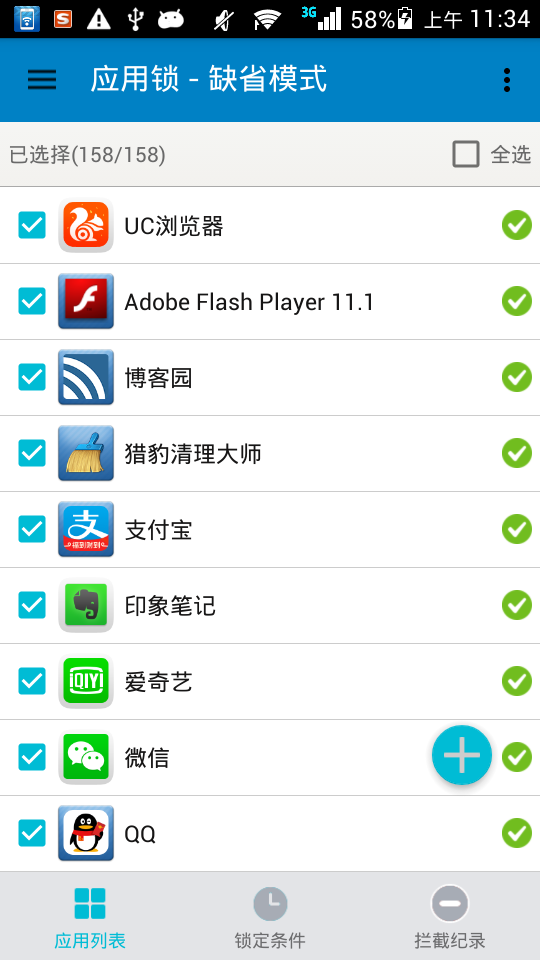 3G 58% 上午 11:34
应用锁 - 缺省模式
已选择(158/158) 全选
UC浏览器
Adobe Flash Player 11.1
博客园
猎豹清理大师
支
支付宝
印象笔记
QIYI
爱奇艺
微信
QQ
应用列表 锁定条件 拦截纪录